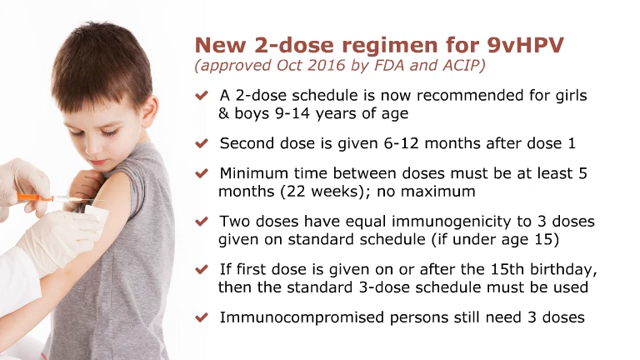 New 2-dose regimen for 9vHPV
(approved Oct 2016 by FDA and ACIP)
A 2-dose schedule is now recommended for girls
& boys 9-14 years of age
Second dose is given 6-12 months after dose 1
Minimum time between doses must be at least 5
months (22 weeks); no maximum
Two doses have equal immunogenicity to 3 doses
given on standard schedule (if under age 15)
If first dose is given on or after the 15th birthday,
then the standard 3-dose schedule must be used
Immunocompromised persons still need 3 doses